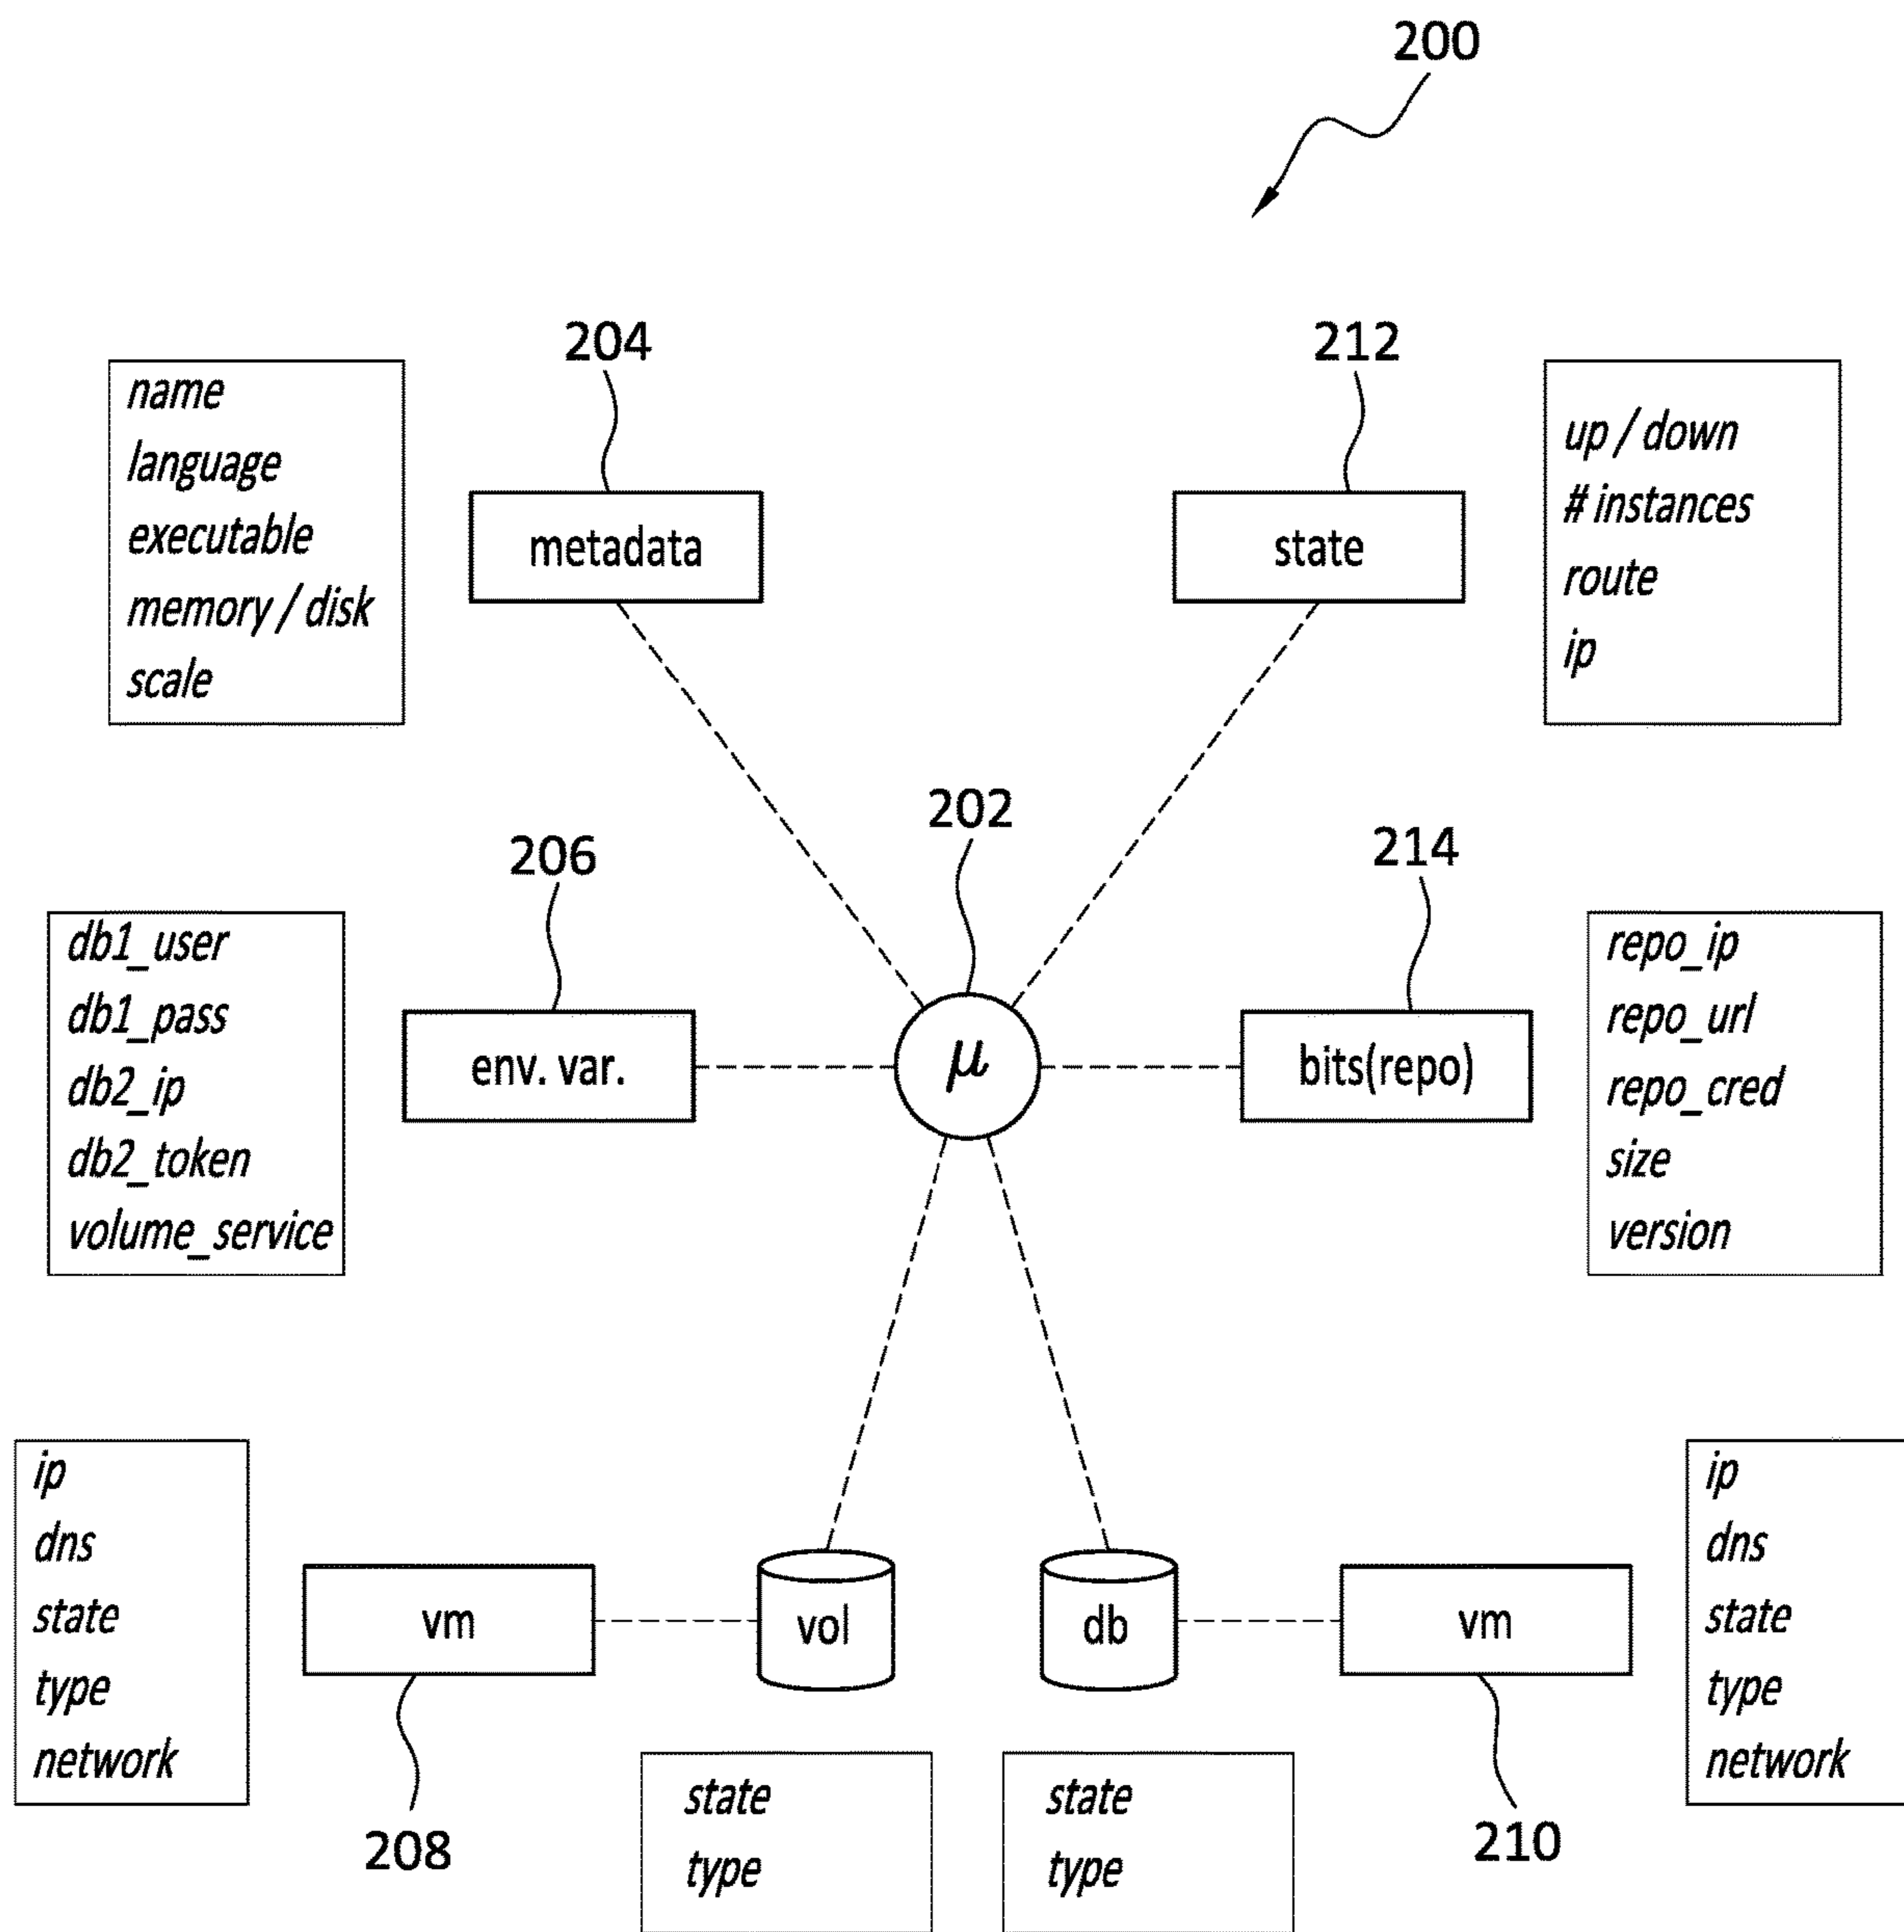 200
204
212
name
language
executable
memory / disk
scale
metadata
state
up / down
# instances
route
ip
202
206
214
db1_user
db1_pass
db2_ip
db2_token
volume_service
env. var.
μ
bits(repo)
repo_ip
repo_url
repo_cred
size
version
ip
dns
state
type
network
vm
vol
db
vm
ip
dns
state
type
network
208
state
type
state
type
210